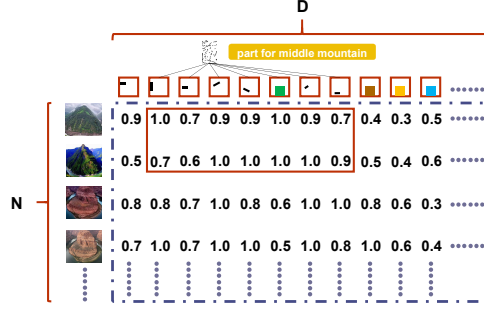 D
part for middle mountain
0.9 1.0 0.7 0.9 0.9 1.0 0.9 0.7 0.4 0.3 0.5
0.5 0.7 0.6 1.0 1.0 1.0 1.0 0.9 0.5 0.4 0.6
N
0.8 0.8 0.7 1.0 0.8 0.6 1.0 1.0 0.8 0.6 0.3
0.7 1.0 0.7 1.0 1.0 0.5 1.0 0.8 1.0 0.6 0.4